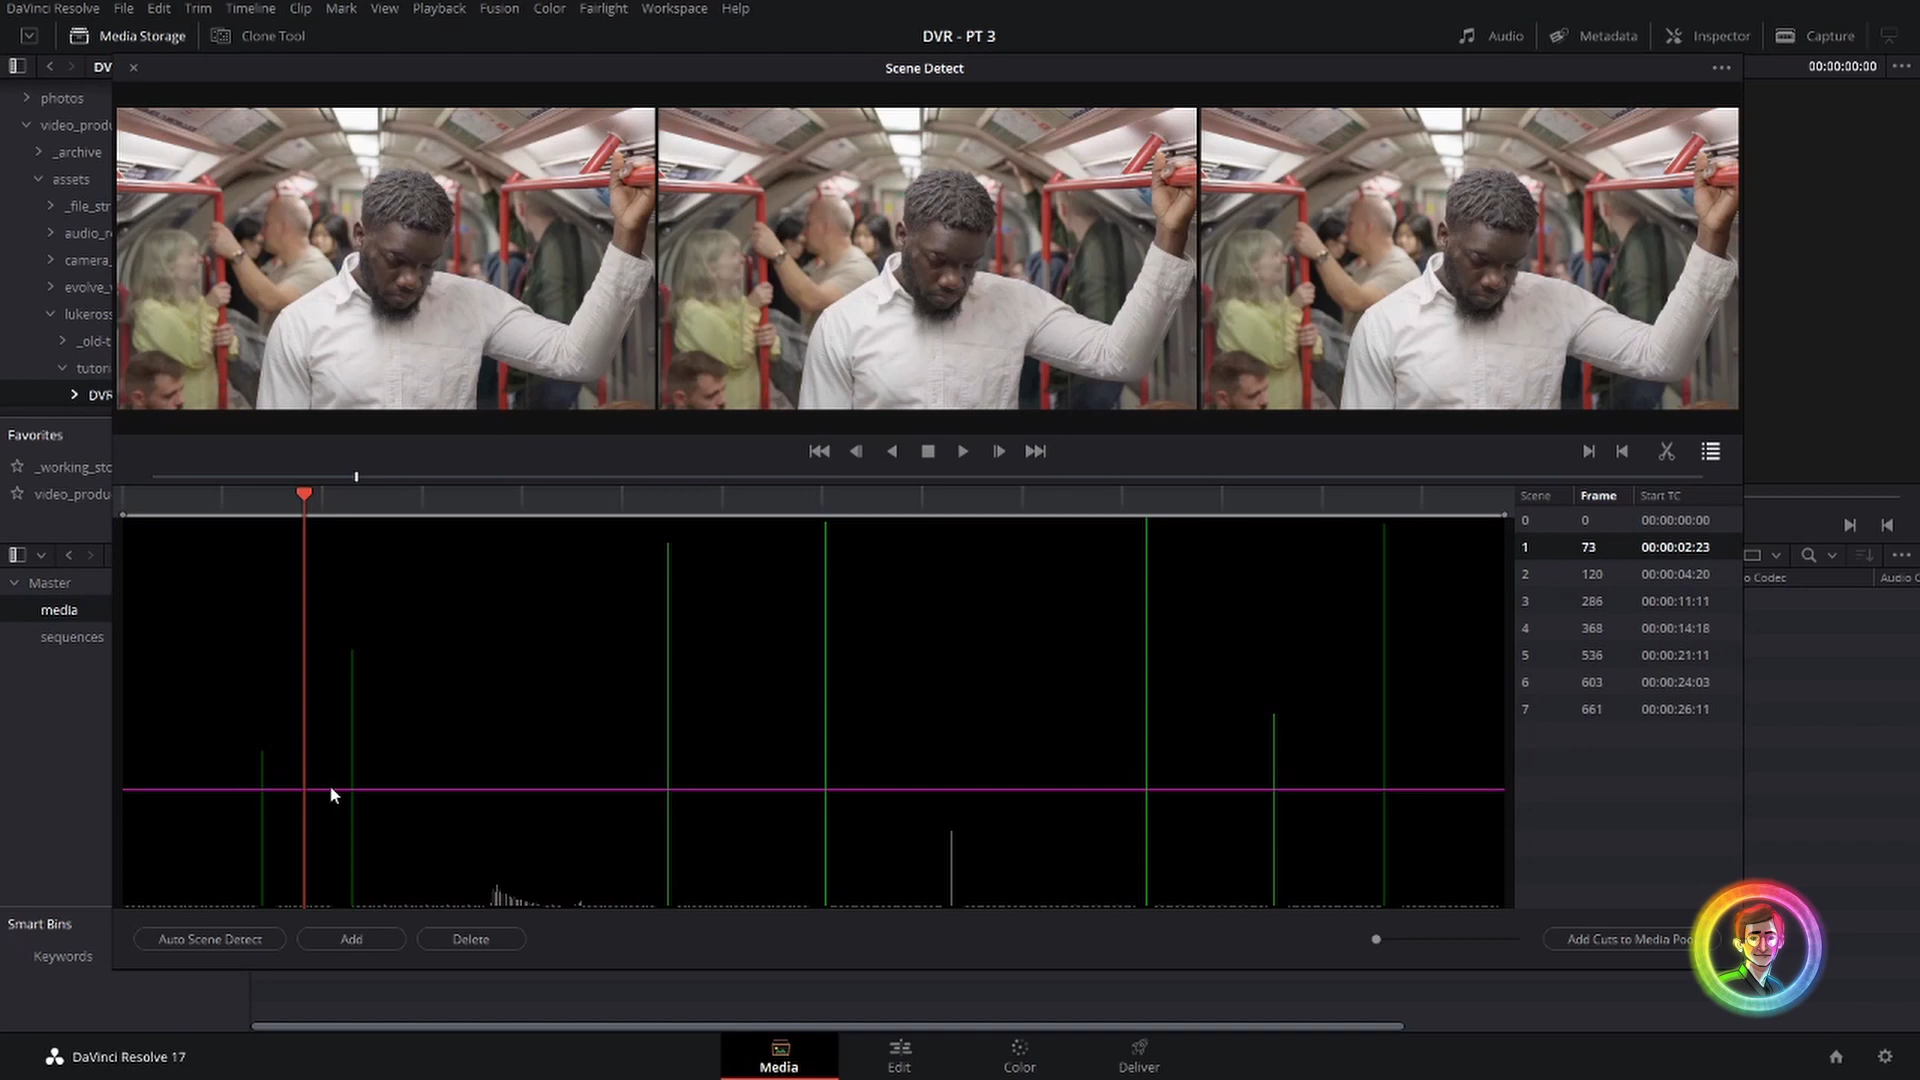 DaVinci Resolve File Edit Trim Timeline Clip Mark View Playback Fusion Color Fairlight Workspace Help
Media Storage Clone Tool DVR - PT 3 Audio Metadata Inspector Capture
DV Scene Detect 00:00:00:00
photos
video_produ
_archive
assets
_file_str
audio_r
camera_
evolve_
lukeross
_old-t
tutori
DVR
Favorites
_working_sto
video_produ
Scene Frame Start TC
0 0 00:00:00:00
1 73 00:00:02:23
2 120 00:00:04:20
3 286 00:00:11:11
4 368 00:00:14:18
5 536 00:00:21:11
6 603 00:00:24:03
7 661 00:00:26:11
o Codec Audio C
Master
media
sequences
Smart Bins
Keywords
Auto Scene Detect Add Delete Add Cuts to Media Poo
DaVinci Resolve 17 Media Edit Color Deliver